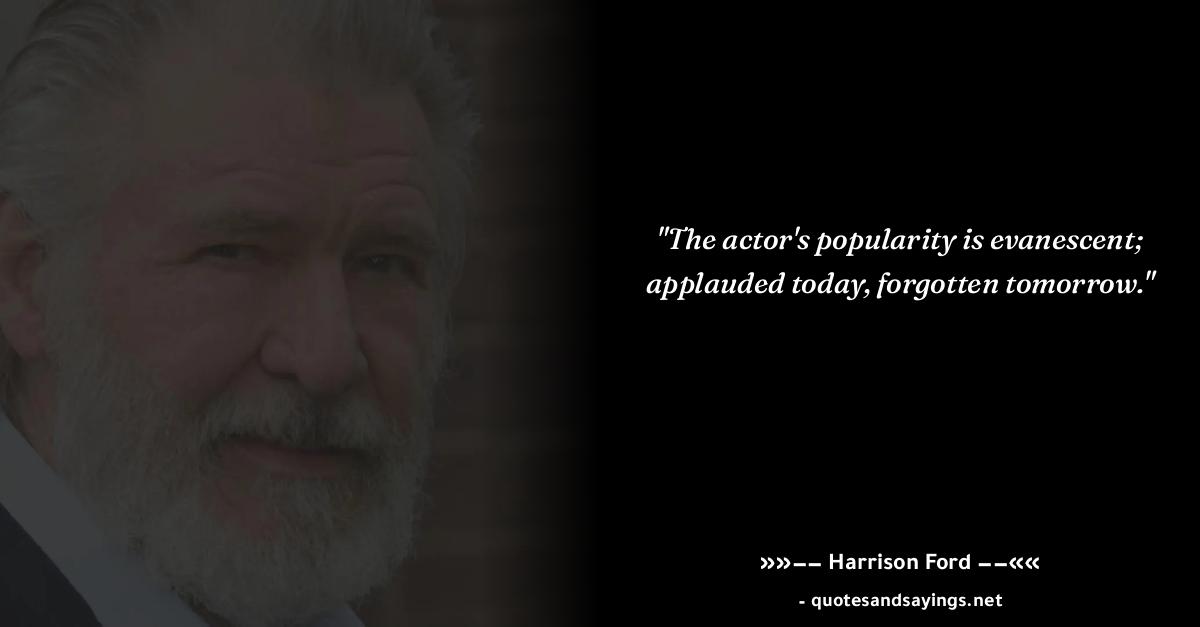 "The actor's popularity is evanescent;
applauded today, forgotten tomorrow."
»»–– Harrison Ford ––««
- quotesandsayings.net